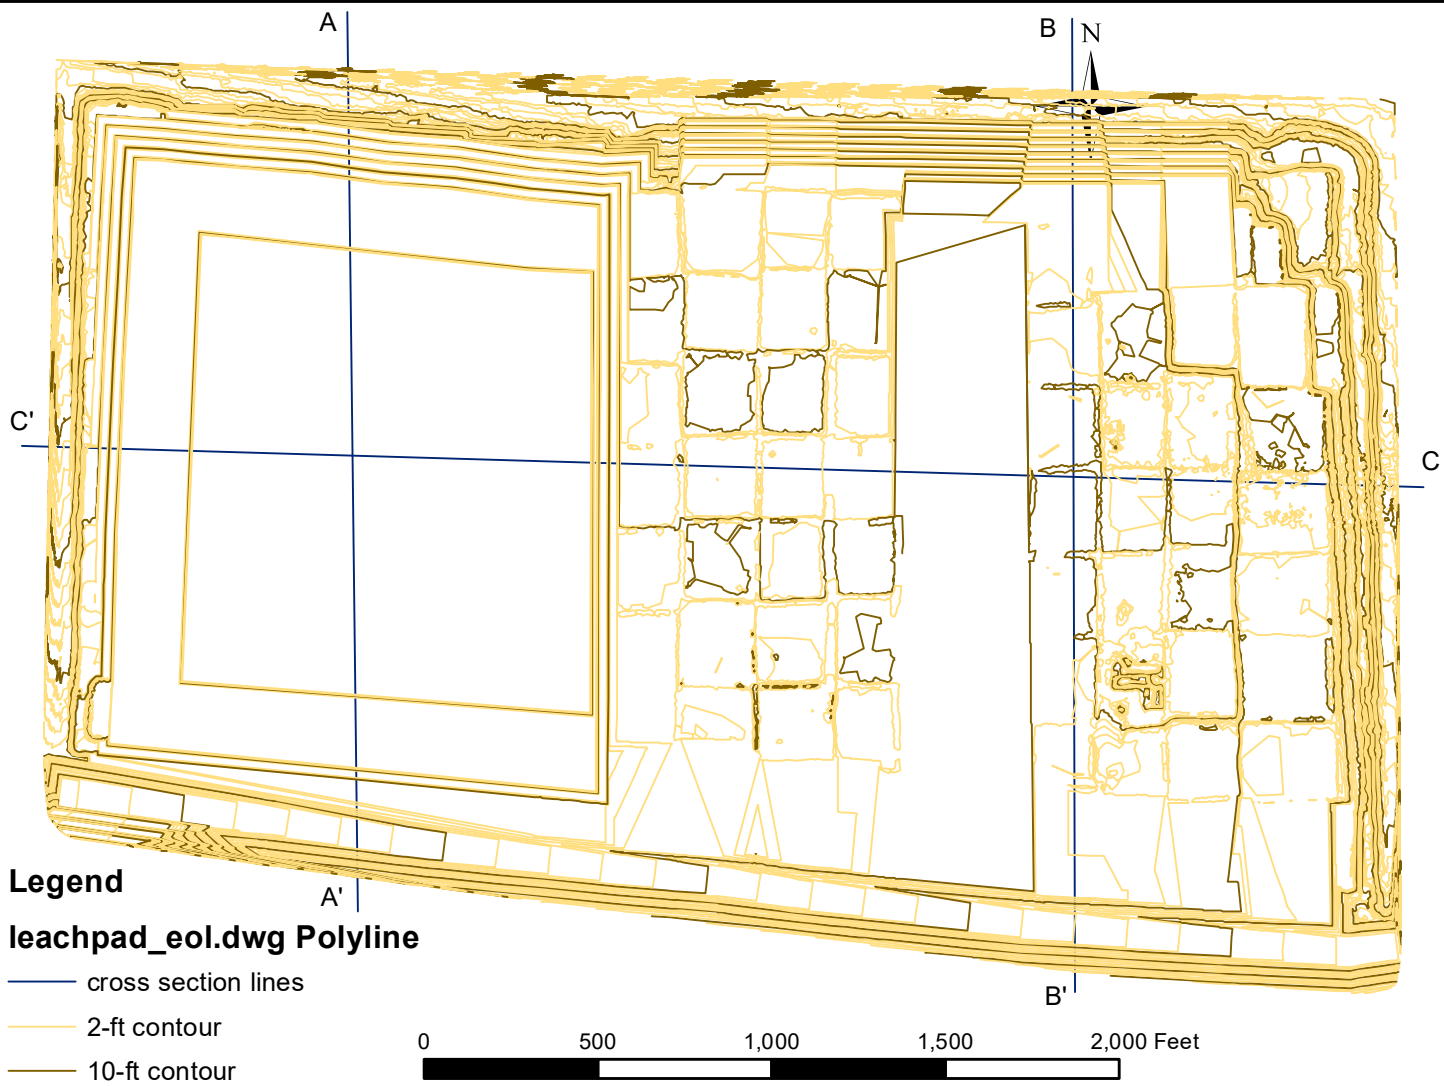 A
B
N
C'
C
A'
B'
Legend
leachpad_eol.dwg Polyline
cross section lines
2-ft contour
10-ft contour
0 500 1,000 1,500 2,000 Feet